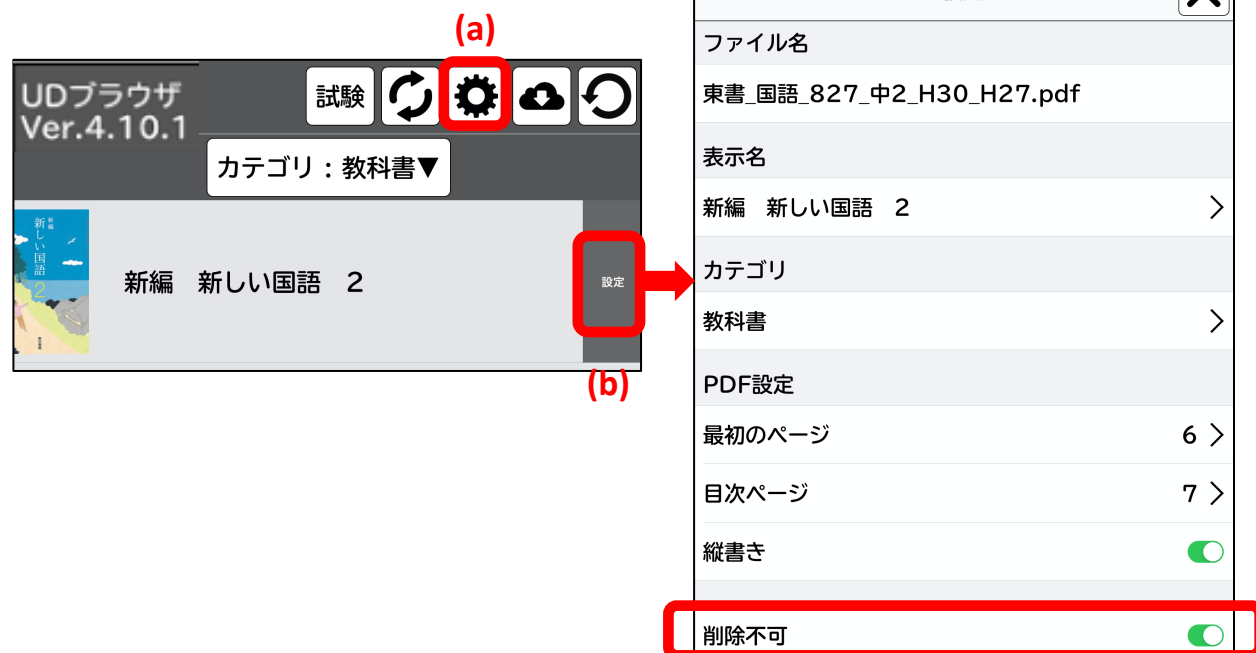 (a)
UDブラウザ
Ver.4.10.1
試験
カテゴリ：教科書▼
新編
新しい国語
2
新編　新しい国語　2
設定
(b)
ファイル名
東書_国語_827_中2_H30_H27.pdf
表示名
新編　新しい国語　2
カテゴリ
教科書
PDF設定
最初のページ
6
目次ページ
7
縦書き
削除不可